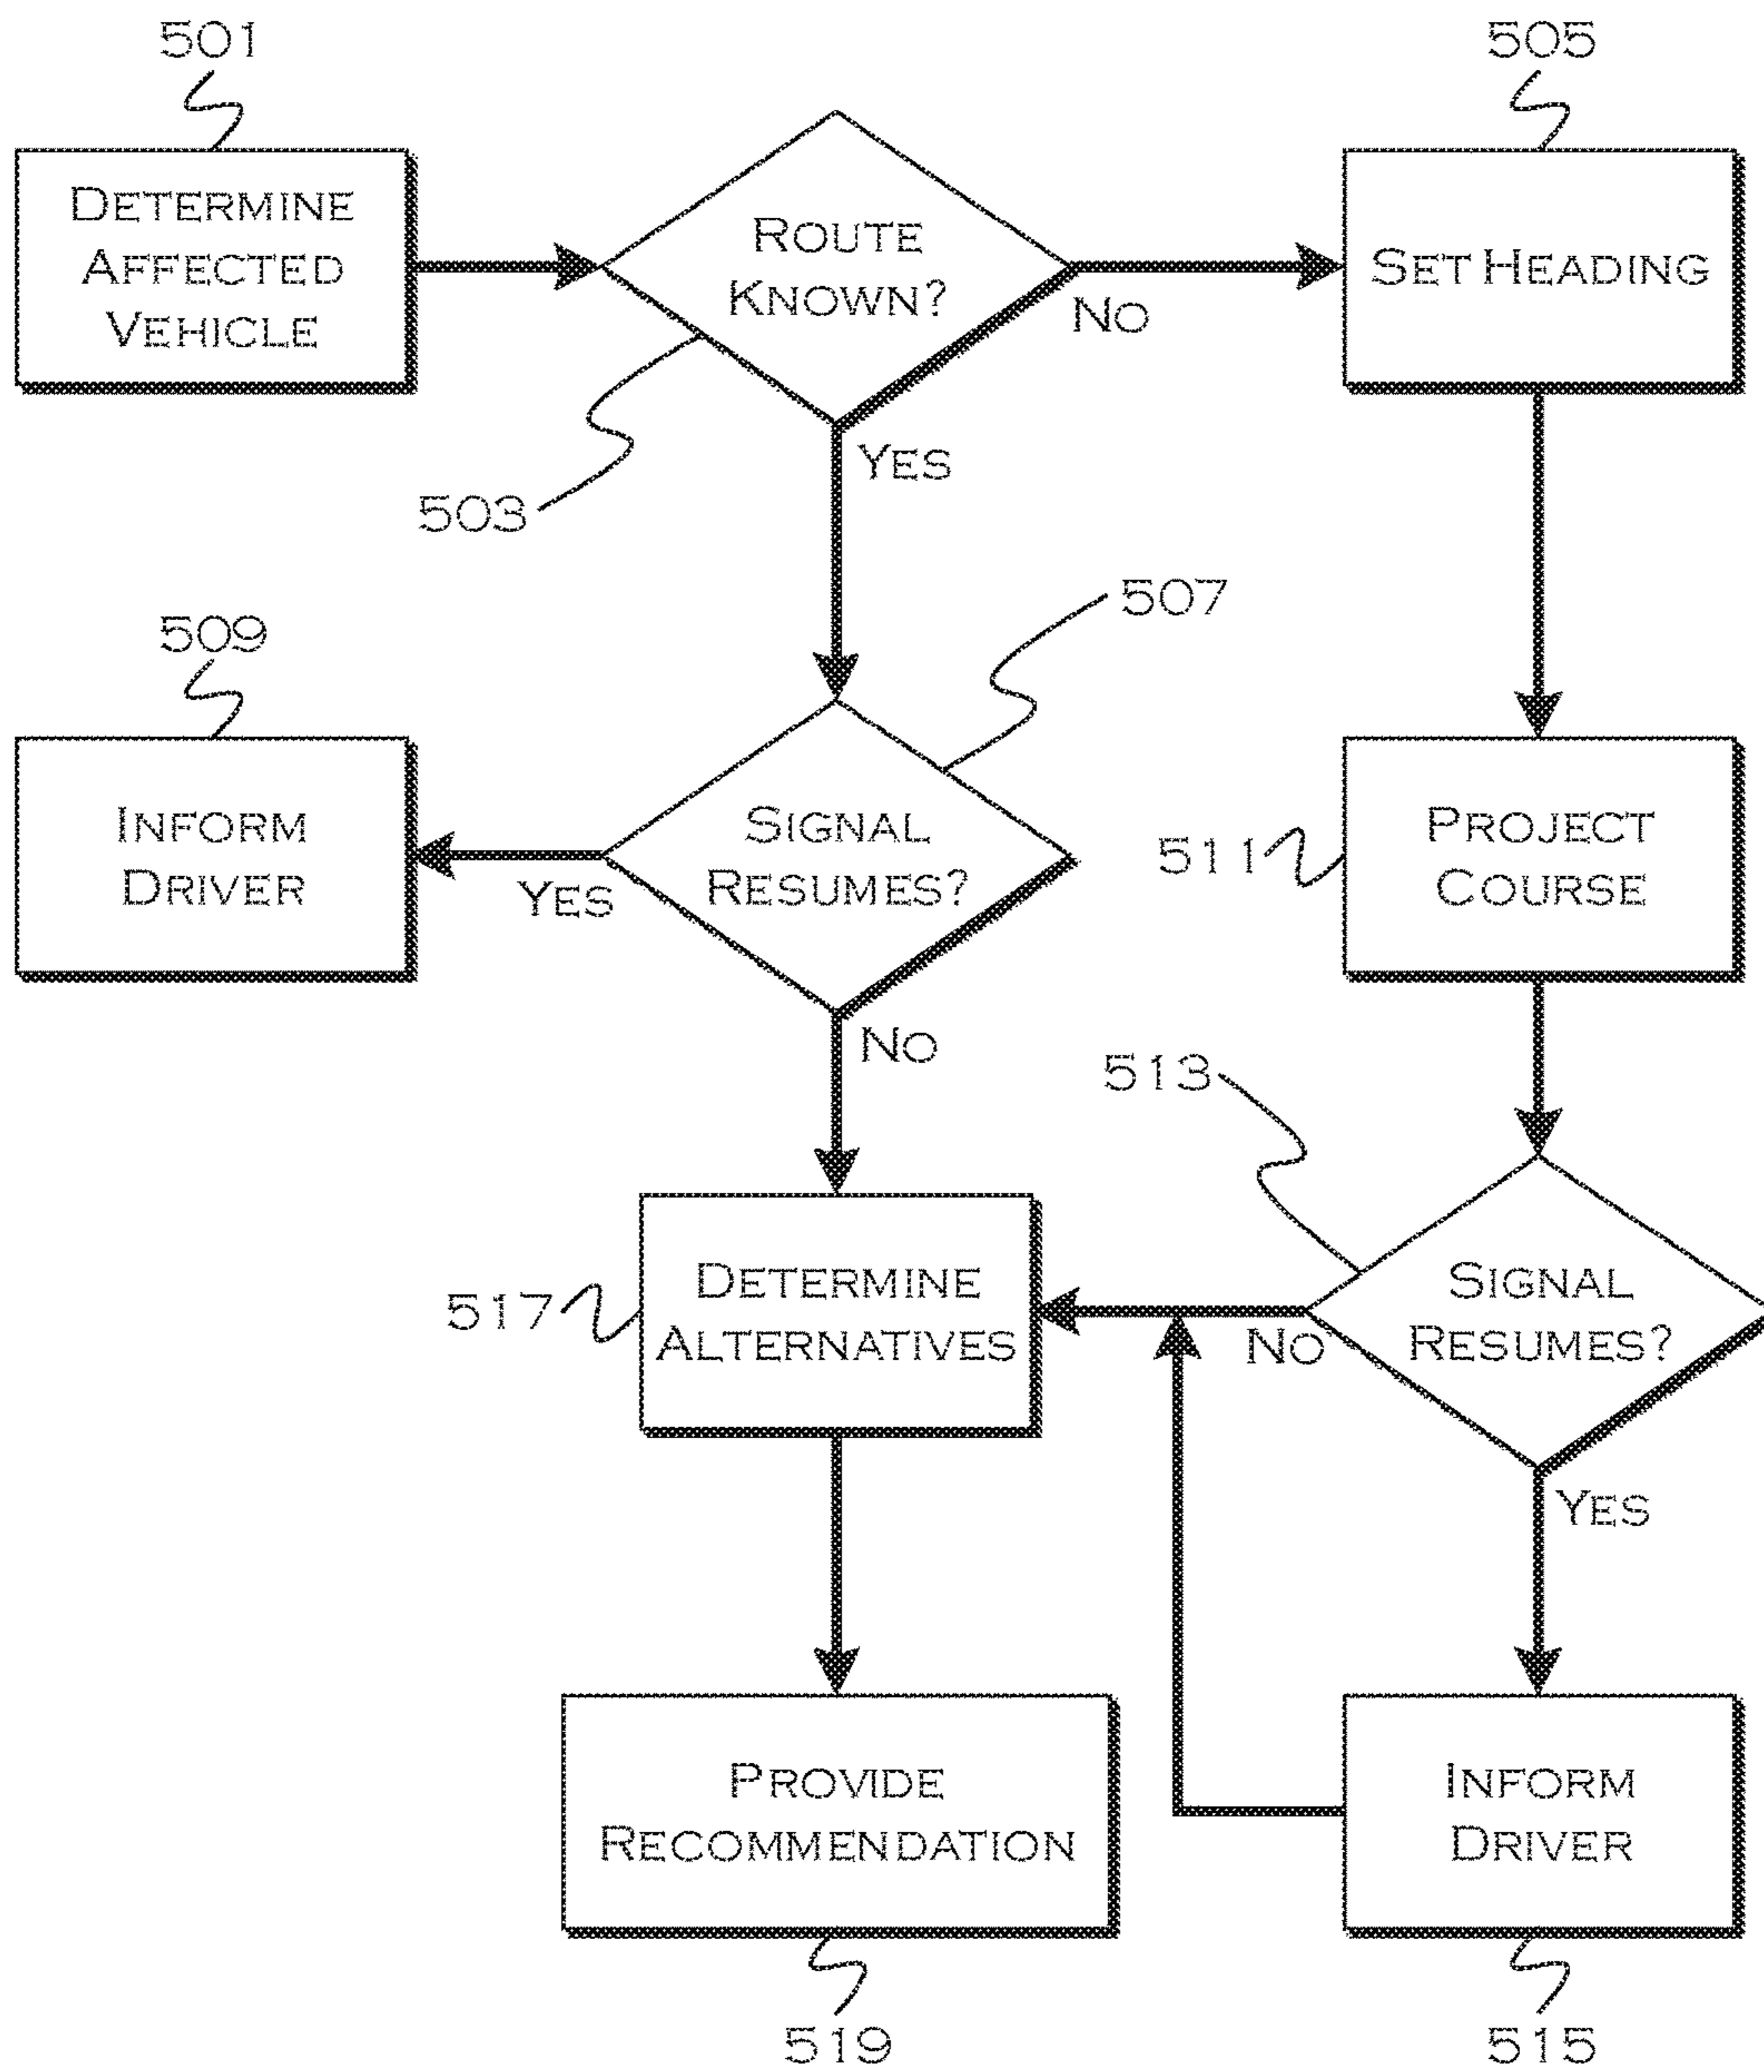 501
505
DETERMINE
AFFECTED
VEHICLE
ROUTE
KNOWN?
NO
SET HEADING
YES
503
507
509
INFORM
DRIVER
SIGNAL
RESUMES?
YES
511
PROJECT
COURSE
NO
513
517
DETERMINE
ALTERNATIVES
SIGNAL
RESUMES?
NO
YES
PROVIDE
RECOMMENDATION
INFORM
DRIVER
519
515